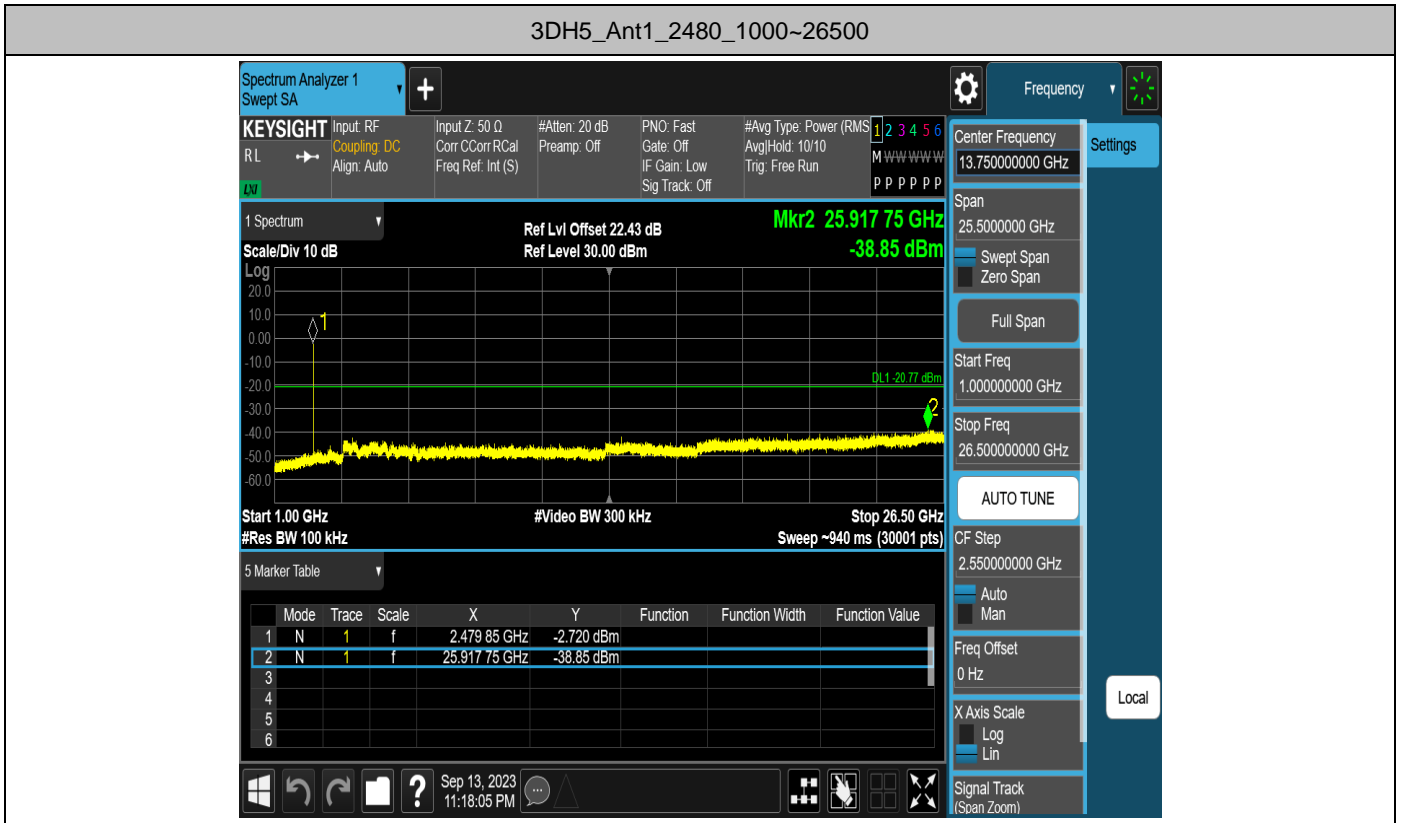 3DH5_Ant1_2480_1000~26500
Spectrum Analyzer 1
Swept SA
+
Frequency
KEYSIGHT
RL
LXI
Input: RF
Coupling: DC
Align: Auto
Input Z: 50 Ω
Corr CCorr RCal
Freq Ref: Int (S)
#Atten: 20 dB
Preamp: Off
PNO: Fast
Gate: Off
IF Gain: Low
Sig Track: Off
#Avg Type: Power (RMS
Avg|Hold: 10/10
Trig: Free Run
1 2 3 4 5 6
M W W W W W
P P P P P P
1 Spectrum
Scale/Div 10 dB
Ref Lvl Offset 22.43 dB
Ref Level 30.00 dBm
Mkr2 25.917 75 GHz
-38.85 dBm
Log
20.0
10.0
0.00
-10.0
-20.0
-30.0
-40.0
-50.0
-60.0
1
DL1 -20.77 dBm
2
Start 1.00 GHz
#Video BW 300 kHz
Stop 26.50 GHz
#Res BW 100 kHz
Sweep ~940 ms (30001 pts)
5 Marker Table
Mode Trace Scale X Y Function Function Width Function Value
1 N 1 f 2.479 85 GHz -2.720 dBm
2 N 1 f 25.917 75 GHz -38.85 dBm
3
4
5
6
Sep 13, 2023
11:18:05 PM
?
Center Frequency
13.750000000 GHz
Settings
Span
25.5000000 GHz
Swept Span
Zero Span
Full Span
Start Freq
1.000000000 GHz
Stop Freq
26.500000000 GHz
AUTO TUNE
CF Step
2.550000000 GHz
Auto
Man
Freq Offset
0 Hz
Local
X Axis Scale
Log
Lin
Signal Track
(Span Zoom)